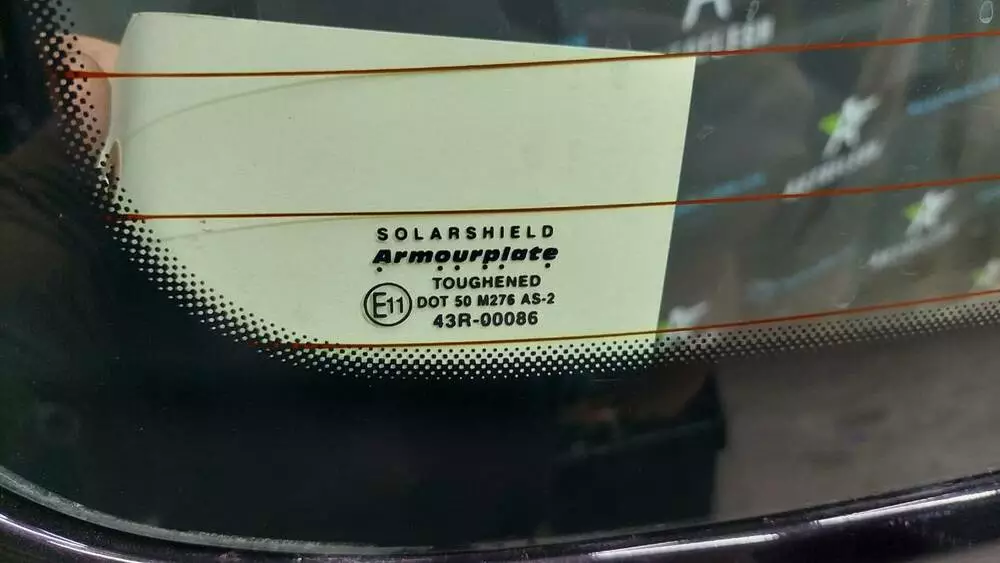 SOLARSHIELD
Armourplate
TOUGHENED
E11 DOT 50 M276 AS-2
43R-00086